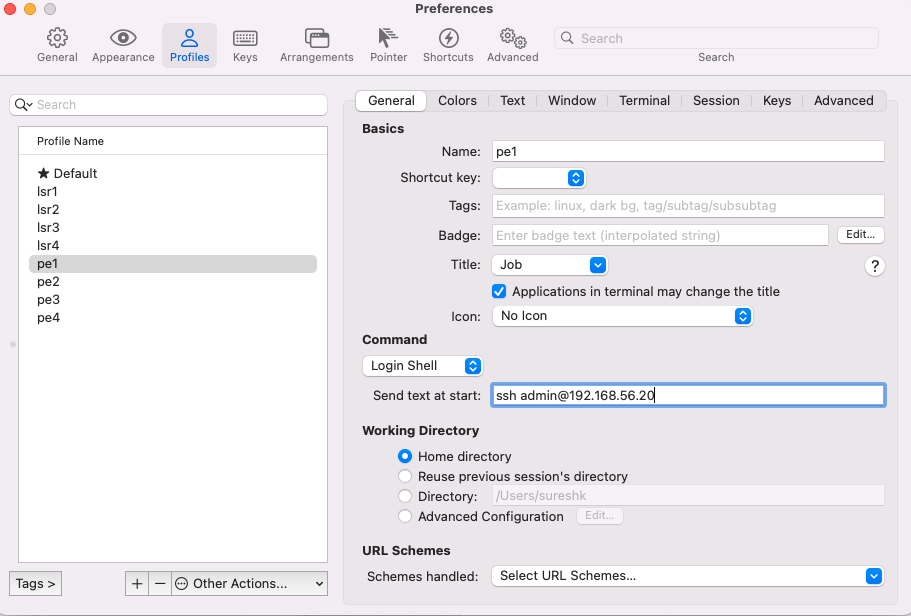 Preferences
General Appearance Profiles Keys Arrangements Pointer Shortcuts Advanced Search
Search
Search
Profile Name
★ Default
lsr1
lsr2
lsr3
lsr4
pe1
pe2
pe3
pe4
Tags >
+ − Other Actions...
General Colors Text Window Terminal Session Keys Advanced
Basics
Name: pe1
Shortcut key:
Tags: Example: linux, dark bg, tag/subtag/subsubtag
Badge: Enter badge text (interpolated string) Edit...
Title: Job ?
Applications in terminal may change the title
Icon: No Icon
Command
Login Shell
Send text at start: ssh admin@192.168.56.20
Working Directory
Home directory
Reuse previous session's directory
Directory: /Users/sureshk
Advanced Configuration Edit...
URL Schemes
Schemes handled: Select URL Schemes...